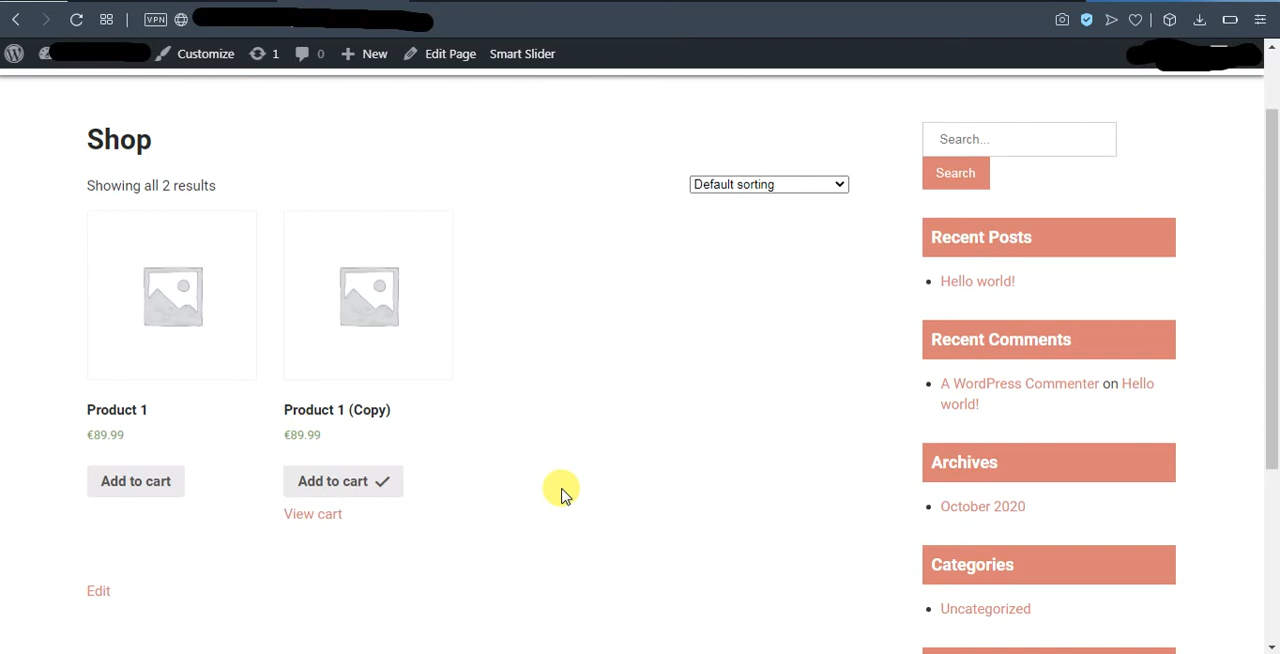 VPN
Customize 1 0 New Edit Page Smart Slider
Shop
Showing all 2 results
Default sorting
Product 1
€89.99
Add to cart
Product 1 (Copy)
€89.99
Add to cart
View cart
Edit
Search...
Search
Recent Posts
Hello world!
Recent Comments
A WordPress Commenter on Hello
world!
Archives
October 2020
Categories
Uncategorized